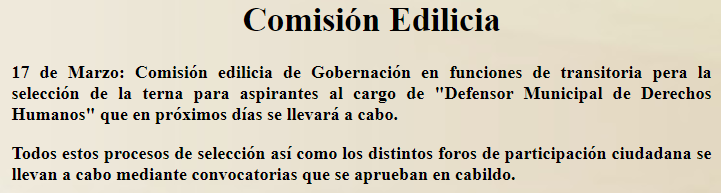 Comisión Edilicia
17 de Marzo: Comisión edilicia de Gobernación en funciones de transitoria pera la
selección de la terna para aspirantes al cargo de "Defensor Municipal de Derechos
Humanos" que en próximos días se llevará a cabo.
Todos estos procesos de selección así como los distintos foros de participación ciudadana se
llevan a cabo mediante convocatorias que se aprueban en cabildo.